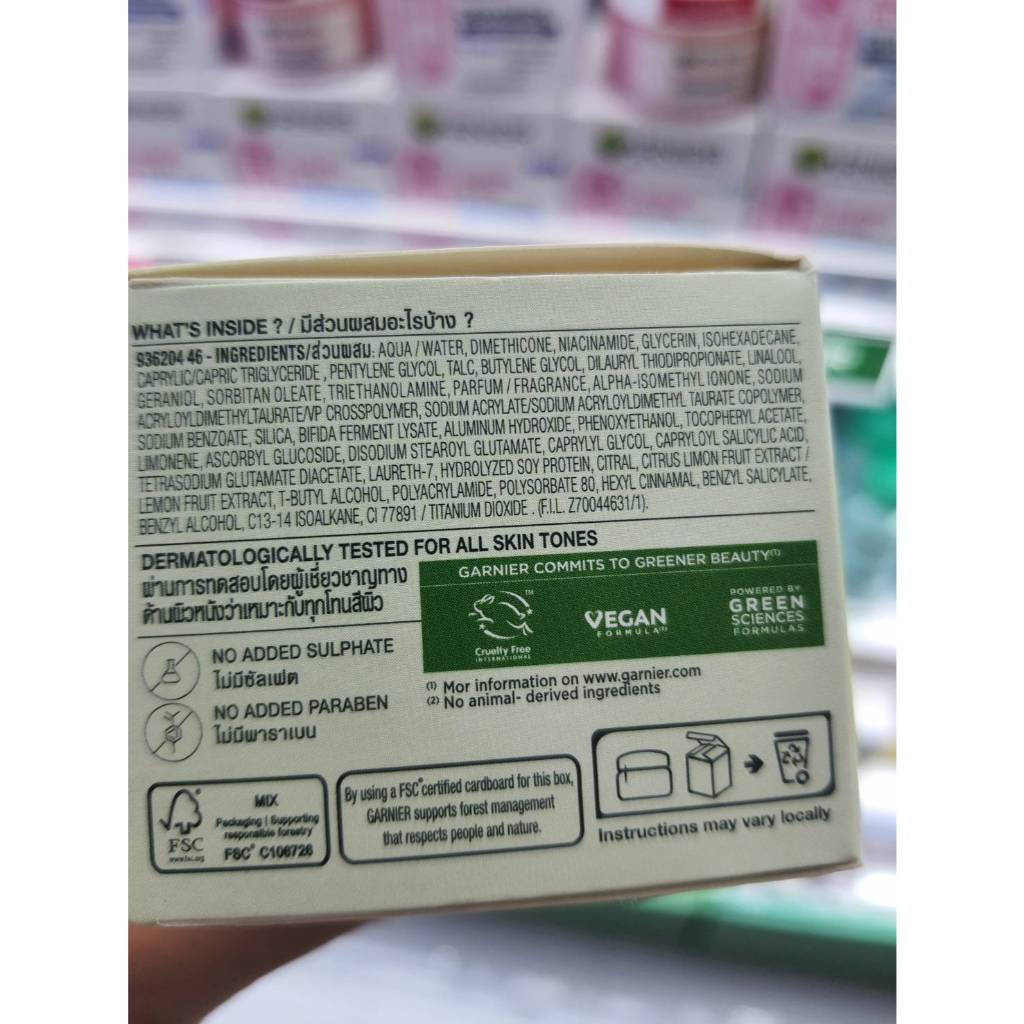 WHAT'S INSIDE ? / มีส่วนผสมอะไรบ้าง ?
936204 46 - INGREDIENTS/ส่วนผสม: AQUA / WATER, DIMETHICONE, NIACINAMIDE, GLYCERIN, ISOHEXADECANE,
CAPRYLIC/CAPRIC TRIGLYCERIDE , PENTYLENE GLYCOL, TALC, BUTYLENE GLYCOL, DILAURYL THIODIPROPIONATE, LINALOOL,
GERANIOL, SORBITAN OLEATE, TRIETHANOLAMINE, PARFUM / FRAGRANCE, ALPHA-ISOMETHYL IONONE, SODIUM
ACRYLOYLDIMETHYLTAURATE/VP CROSSPOLYMER, SODIUM ACRYLATE/SODIUM ACRYLOYLDIMETHYL TAURATE COPOLYMER,
SODIUM BENZOATE, SILICA, BIFIDA FERMENT LYSATE, ALUMINUM HYDROXIDE, PHENOXYETHANOL, TOCOPHERYL ACETATE,
LIMONENE, ASCORBYL GLUCOSIDE, DISODIUM STEAROYL GLUTAMATE, CAPRYLYL GLYCOL, CAPRYLOYL SALICYLIC ACID,
TETRASODIUM GLUTAMATE DIACETATE, LAURETH-7, HYDROLYZED SOY PROTEIN, CITRAL, CITRUS LIMON FRUIT EXTRACT /
LEMON FRUIT EXTRACT, T-BUTYL ALCOHOL, POLYACRYLAMIDE, POLYSORBATE 80, HEXYL CINNAMAL, BENZYL SALICYLATE,
BENZYL ALCOHOL, C13-14 ISOALKANE, CI 77891 / TITANIUM DIOXIDE . (F.I.L. Z70044631/1).
DERMATOLOGICALLY TESTED FOR ALL SKIN TONES
ผ่านการทดสอบโดยผู้เชี่ยวชาญทาง
ด้านผิวหนังว่าเหมาะกับทุกโทนสีผิว
GARNIER COMMITS TO GREENER BEAUTY(1)
TM
Cruelty Free
INTERNATIONAL
VEGAN
FORMULA(2)
POWERED BY
GREEN
SCIENCES
FORMULAS
NO ADDED SULPHATE
ไม่มีซัลเฟต
NO ADDED PARABEN
ไม่มีพาราเบน
(1) Mor information on www.garnier.com
(2) No animal- derived ingredients
FSC
www.fsc.org
MIX
Packaging | Supporting
responsible forestry
FSC® C106726
By using a FSC® certified cardboard for this box,
GARNIER supports forest management
that respects people and nature.
Instructions may vary locally